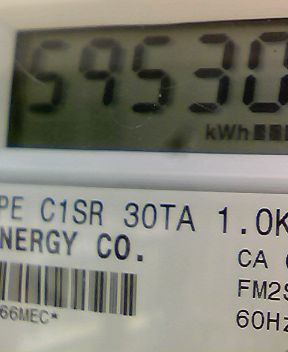 59530
kWh
PE C1SR 30TA 1.0K
NERGY CO.
CA
FM2S
66MEC*
60Hz